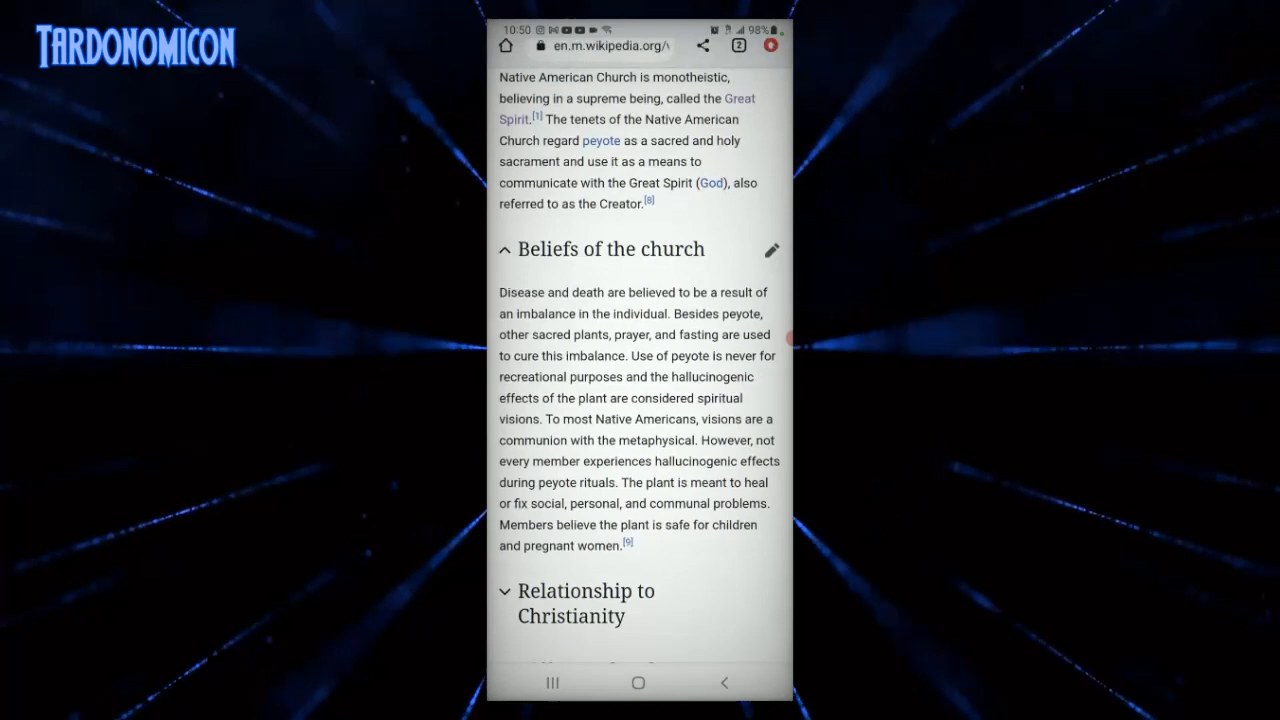 TARDONOMICON
10:50 98%
en.m.wikipedia.org/ 2
Native American Church is monotheistic,
believing in a supreme being, called the Great
Spirit.[1] The tenets of the Native American
Church regard peyote as a sacred and holy
sacrament and use it as a means to
communicate with the Great Spirit (God), also
referred to as the Creator.[8]
Beliefs of the church
Disease and death are believed to be a result of
an imbalance in the individual. Besides peyote,
other sacred plants, prayer, and fasting are used
to cure this imbalance. Use of peyote is never for
recreational purposes and the hallucinogenic
effects of the plant are considered spiritual
visions. To most Native Americans, visions are a
communion with the metaphysical. However, not
every member experiences hallucinogenic effects
during peyote rituals. The plant is meant to heal
or fix social, personal, and communal problems.
Members believe the plant is safe for children
and pregnant women.[9]
Relationship to
Christianity